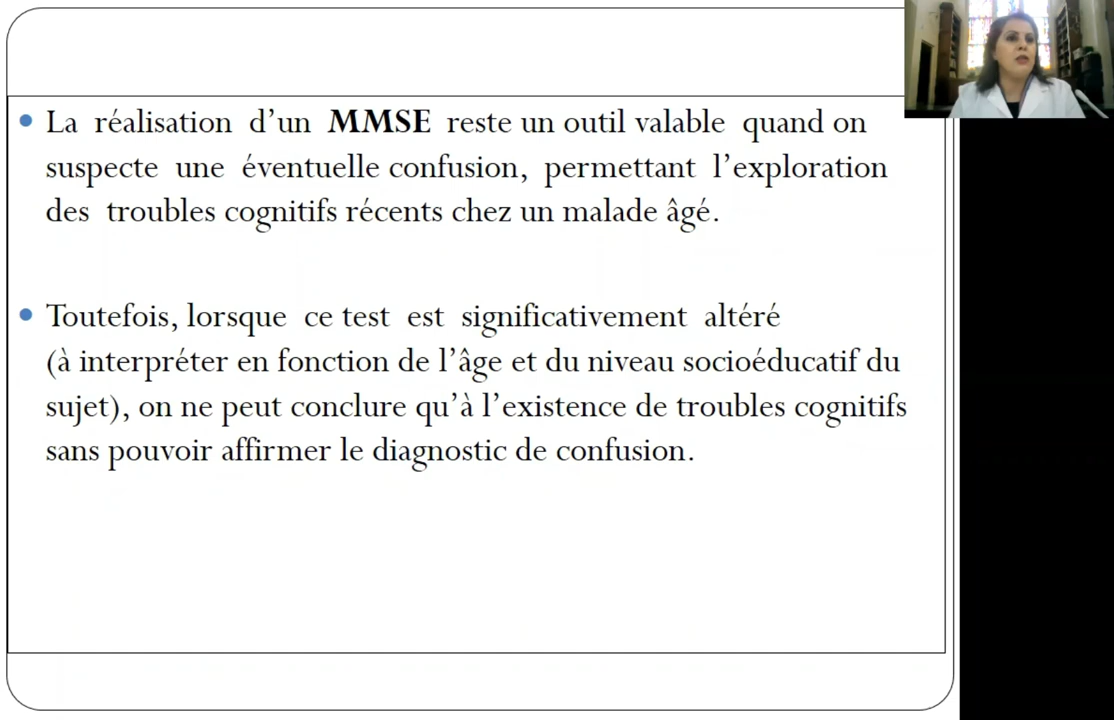 La réalisation d’un MMSE reste un outil valable quand on
suspecte une éventuelle confusion, permettant l’exploration
des troubles cognitifs récents chez un malade âgé.
Toutefois, lorsque ce test est significativement altéré
(à interpréter en fonction de l’âge et du niveau socioéducatif du
sujet), on ne peut conclure qu’à l’existence de troubles cognitifs
sans pouvoir affirmer le diagnostic de confusion.